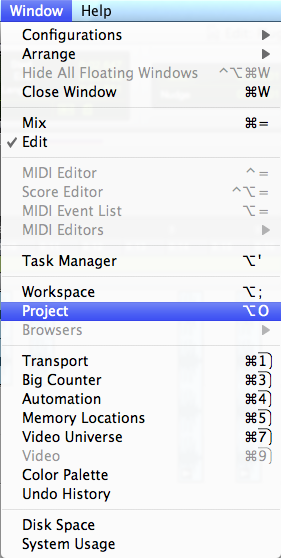 Window Help
Configurations ▶
Arrange ▶
Hide All Floating Windows ^⌥⌘W
Close Window ⌘W
Mix ⌘=
✓ Edit
MIDI Editor ^=
Score Editor ^⌥=
MIDI Event List ⌥=
MIDI Editors ▶
Task Manager ⌥'
Workspace ⌥;
Project ⌥O
Browsers ▶
Transport ⌘1
Big Counter ⌘3
Automation ⌘4
Memory Locations ⌘5
Video Universe ⌘7
Video ⌘9
Color Palette
Undo History
Disk Space
System Usage